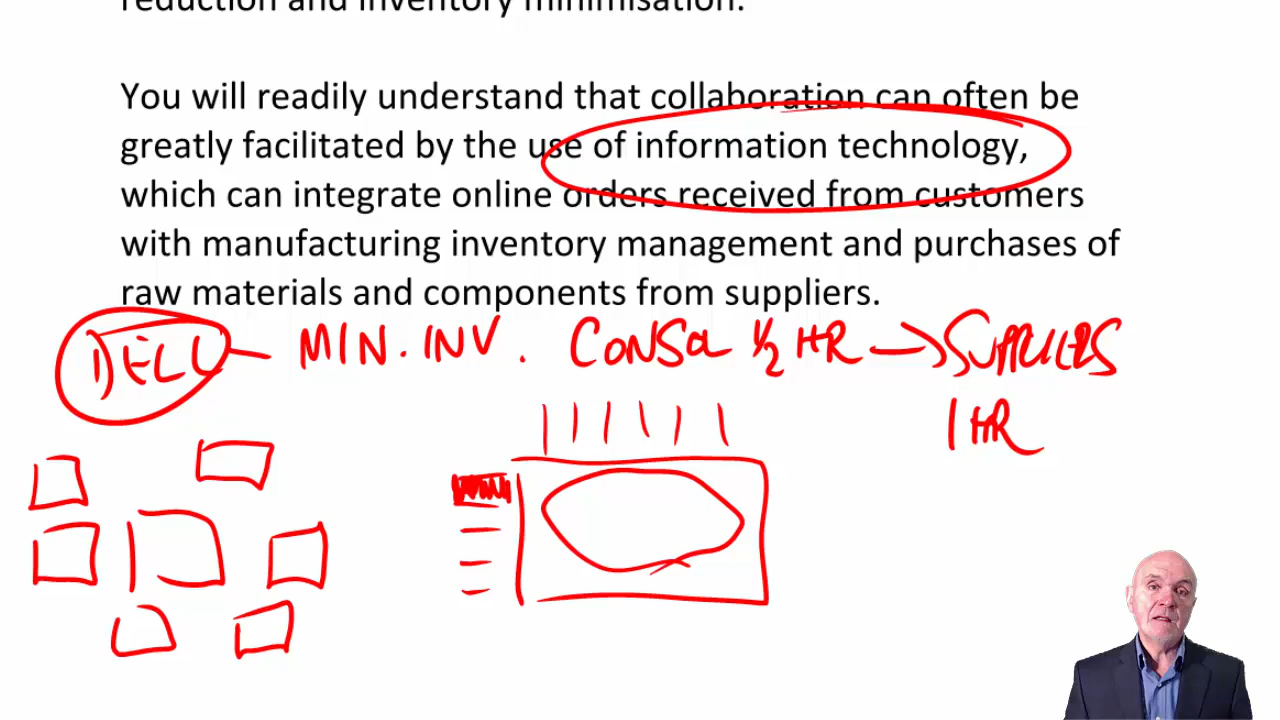 reduction and inventory minimisation.
You will readily understand that collaboration can often be
greatly facilitated by the use of information technology,
which can integrate online orders received from customers
with manufacturing inventory management and purchases of
raw materials and components from suppliers.
DELL — MIN. INV. CONSOL ½ HR → SUPPLIERS
1 HR